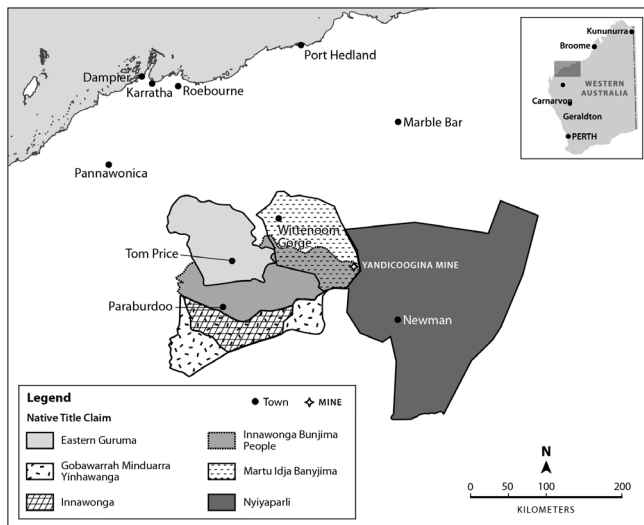 Kununurra
Broome
WESTERN
AUSTRALIA
Carnarvon
Geraldton
PERTH
Port Hedland
Dampier
Karratha
Roebourne
Marble Bar
Pannawonica
Wittenoom
Gorge
Tom Price
YANDICOOGINA MINE
Paraburdoo
Newman
Legend
Town
MINE
Native Title Claim
Eastern Guruma
Innawonga Bunjima
People
Gobawarrah Minduarra
Yinhawanga
Martu Idja Banyjima
Innawonga
Nyiyaparli
N
0 50 100 200
KILOMETERS